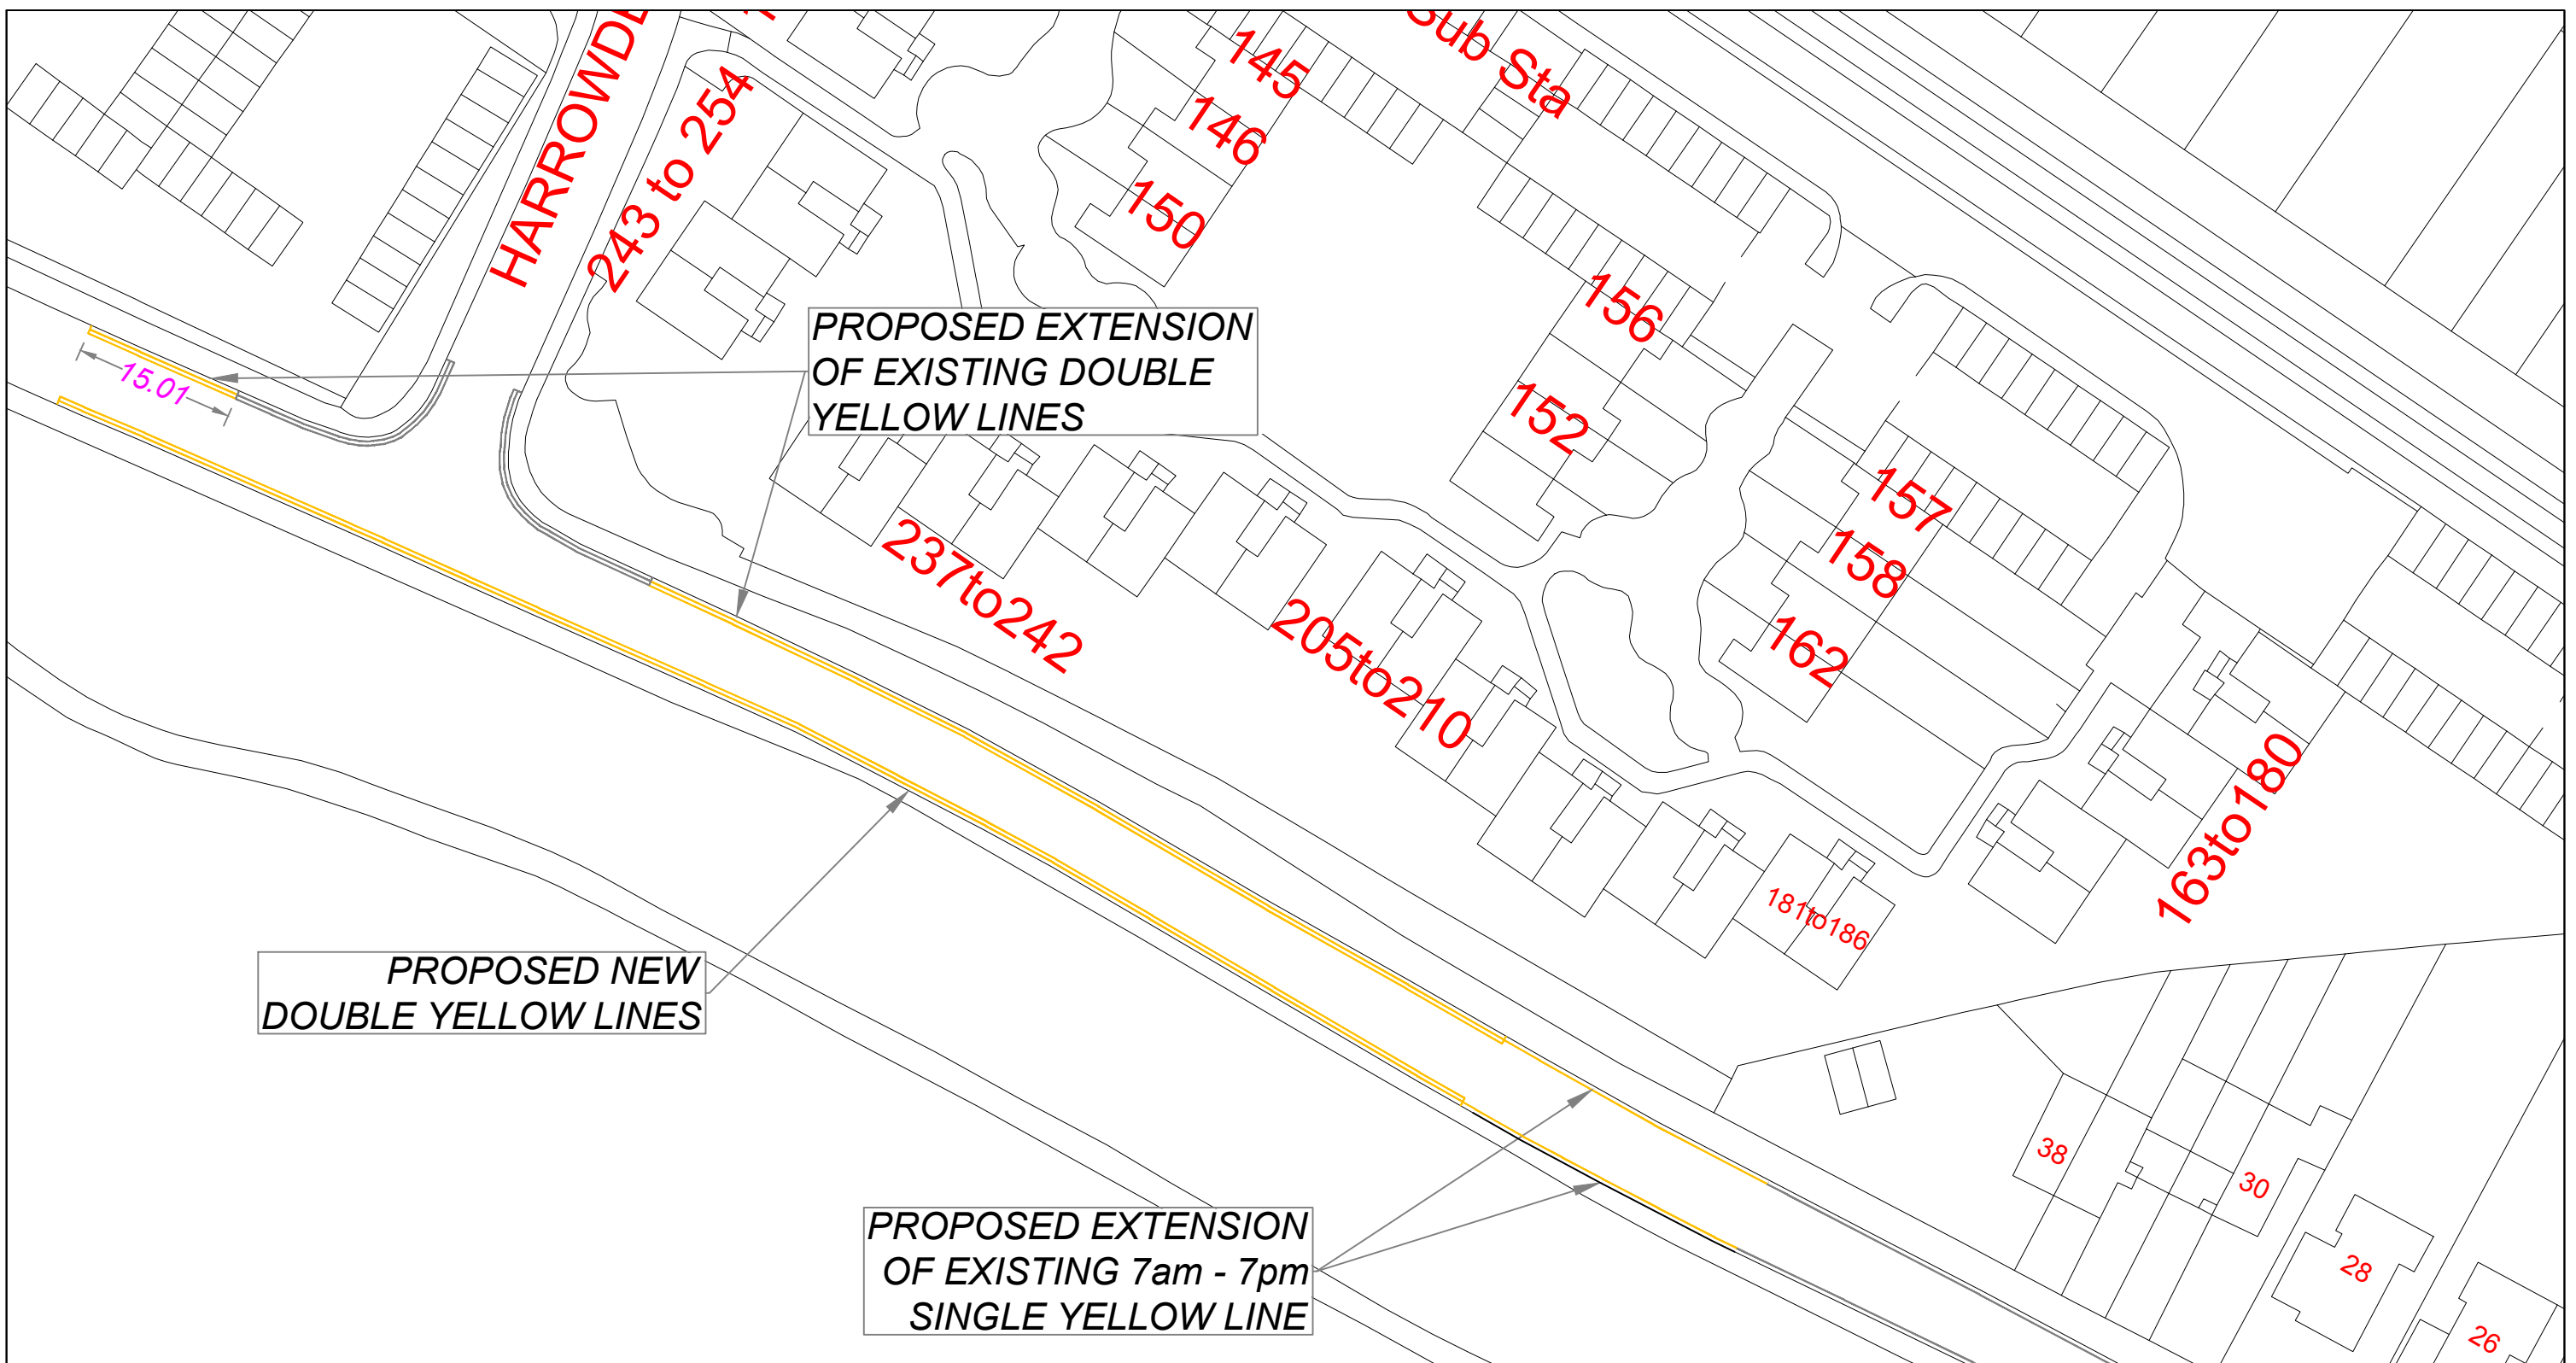 Sub Sta
145
146
150
HARROWDE
243 to 254
156
152
157
158
162
PROPOSED EXTENSION
OF EXISTING DOUBLE
YELLOW LINES
15.01
237to242
205to210
163to180
181to186
PROPOSED NEW
DOUBLE YELLOW LINES
PROPOSED EXTENSION
OF EXISTING 7am - 7pm
SINGLE YELLOW LINE
38
30
28
26